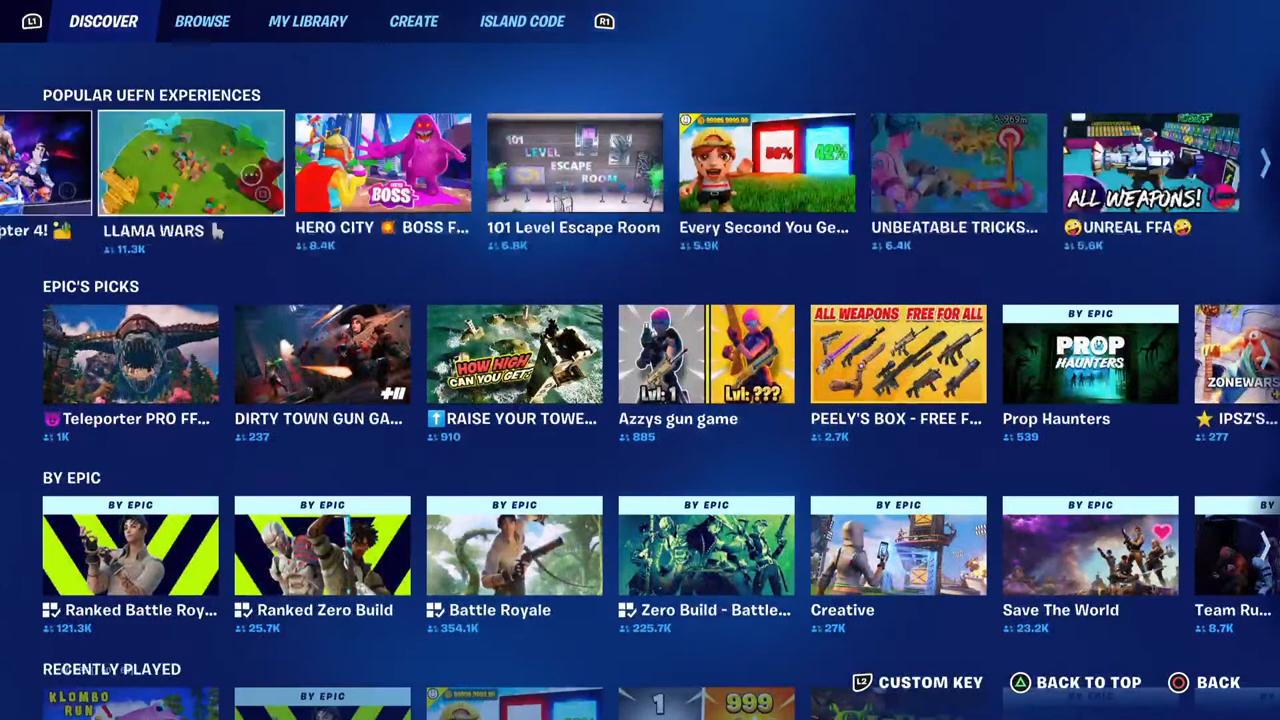 L1 DISCOVER BROWSE MY LIBRARY CREATE ISLAND CODE R1
POPULAR UEFN EXPERIENCES
BOSS
101
LEVEL
ESCAPE
ROOM
50%
42%
5,969m
ALL WEAPONS!
pter 4! LLAMA WARS HERO CITY BOSS F... 101 Level Escape Room Every Second You Ge... UNBEATABLE TRICKS... UNREAL FFA
11.3K 8.4K 6.8K 5.9K 6.4K 5.6K
EPIC'S PICKS
HOW HIGH
CAN YOU GET
Lvl: 1 Lvl: ???
ALL WEAPONS FREE FOR ALL
BY EPIC
PROP
HAUNTERS
ZONEWARS
Teleporter PRO FF... DIRTY TOWN GUN GA... RAISE YOUR TOWE... Azzys gun game PEELY'S BOX - FREE F... Prop Haunters IPSZ'S...
1K 237 910 885 2.7K 539 277
BY EPIC
BY EPIC BY EPIC BY EPIC BY EPIC BY EPIC BY EPIC
Ranked Battle Roy... Ranked Zero Build Battle Royale Zero Build - Battle... Creative Save The World Team Ru...
121.3K 25.7K 354.1K 225.7K 27K 23.2K 8.7K
RECENTLY PLAYED
L2 CUSTOM KEY BACK TO TOP BACK
KLOMBO
RUN
BY EPIC
1 999